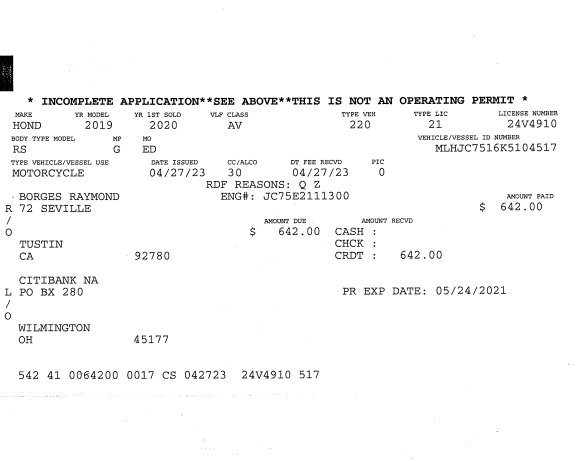 * INCOMPLETE APPLICATION**SEE ABOVE**THIS IS NOT AN OPERATING PERMIT *
MAKE YR MODEL YR 1ST SOLD VLF CLASS TYPE VEH TYPE LIC LICENSE NUMBER
HOND 2019 2020 AV 220 21 24V4910
BODY TYPE MODEL MP MO VEHICLE/VESSEL ID NUMBER
RS G ED MLHJC7516K5104517
TYPE VEHICLE/VESSEL USE DATE ISSUED CC/ALCO DT FEE RECVD PIC
MOTORCYCLE 04/27/23 30 04/27/23 0
RDF REASONS: Q Z
BORGES RAYMOND ENG#: JC75E2111300 AMOUNT PAID
R 72 SEVILLE $ 642.00
/ AMOUNT DUE AMOUNT RECVD
O $ 642.00 CASH :
TUSTIN CHCK :
CA 92780 CRDT : 642.00
CITIBANK NA
L PO BX 280 PR EXP DATE: 05/24/2021
/
O
WILMINGTON
OH 45177
542 41 0064200 0017 CS 042723 24V4910 517